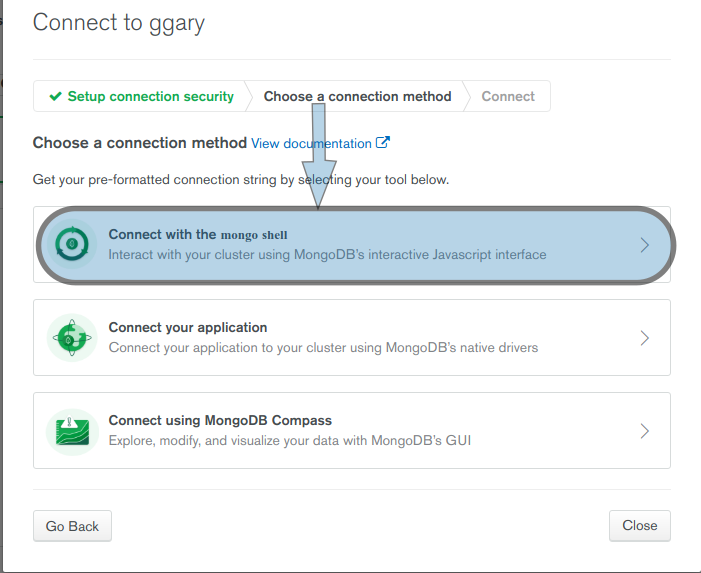 Connect to ggary
Setup connection security
Choose a connection method
Connect
Choose a connection method View documentation
Get your pre-formatted connection string by selecting your tool below.
Connect with the mongo shell
Interact with your cluster using MongoDB's interactive Javascript interface
Connect your application
Connect your application to your cluster using MongoDB's native drivers
Connect using MongoDB Compass
Explore, modify, and visualize your data with MongoDB's GUI
Go Back
Close